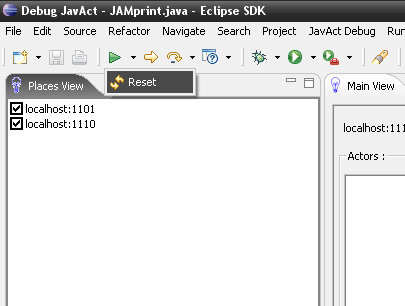 Debug JavAct - JAMprint.java - Eclipse SDK
File Edit Source Refactor Navigate Search Project JavAct Debug Run
Reset
Places View
Main View
localhost:1101
localhost:1110
localhost:11
Actors :